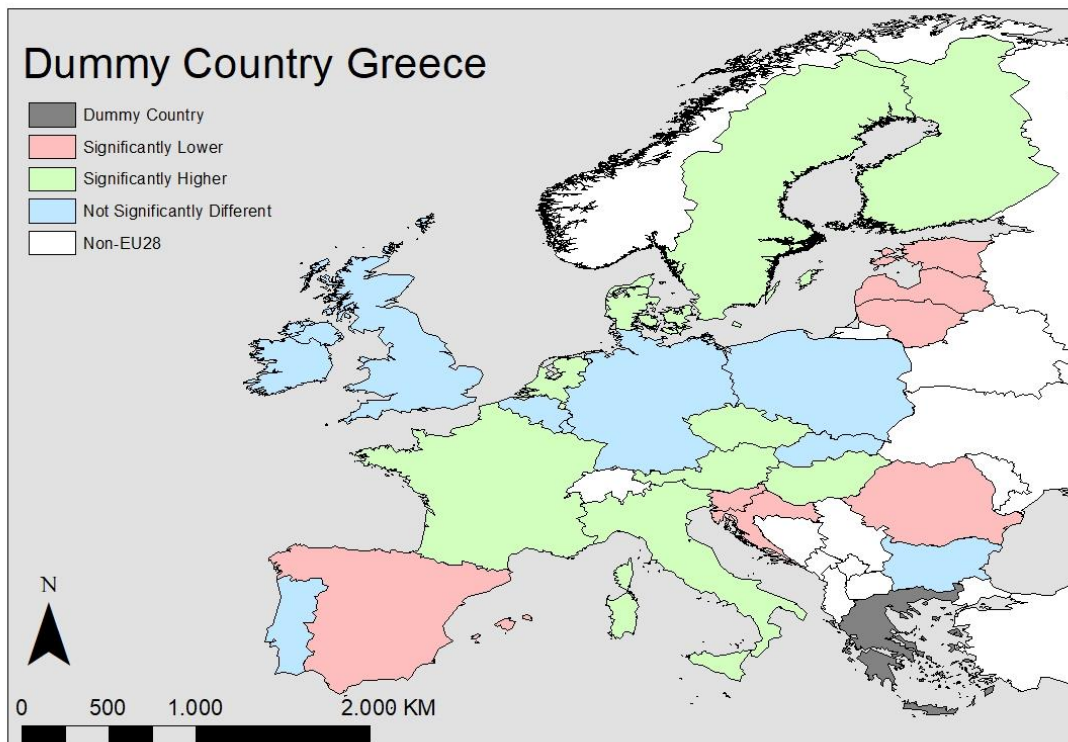 Dummy Country Greece
Dummy Country
Significantly Lower
Significantly Higher
Not Significantly Different
Non-EU28
N
0 500 1.000 2.000 KM